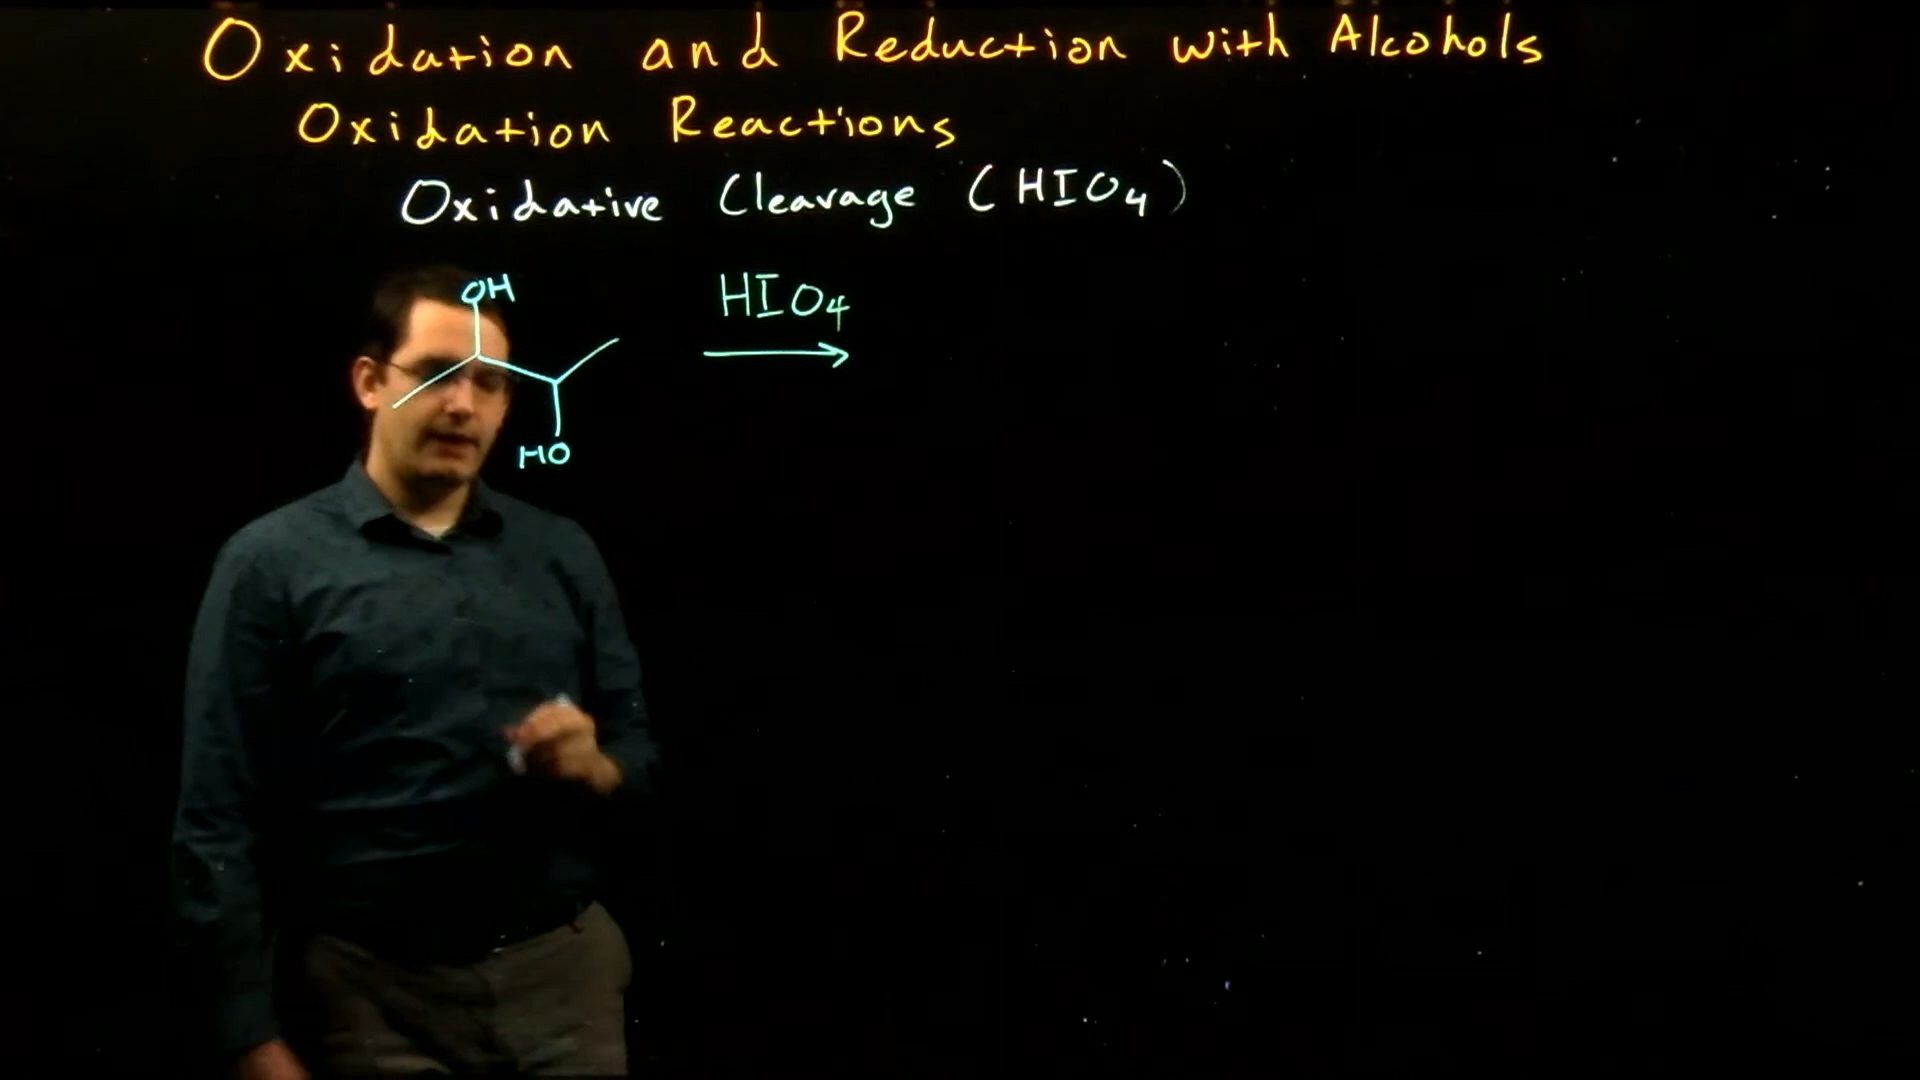 Oxidation and Reduction with Alcohols
Oxidation Reactions
Oxidative Cleavage (HIO4)
OH
HIO4
HO